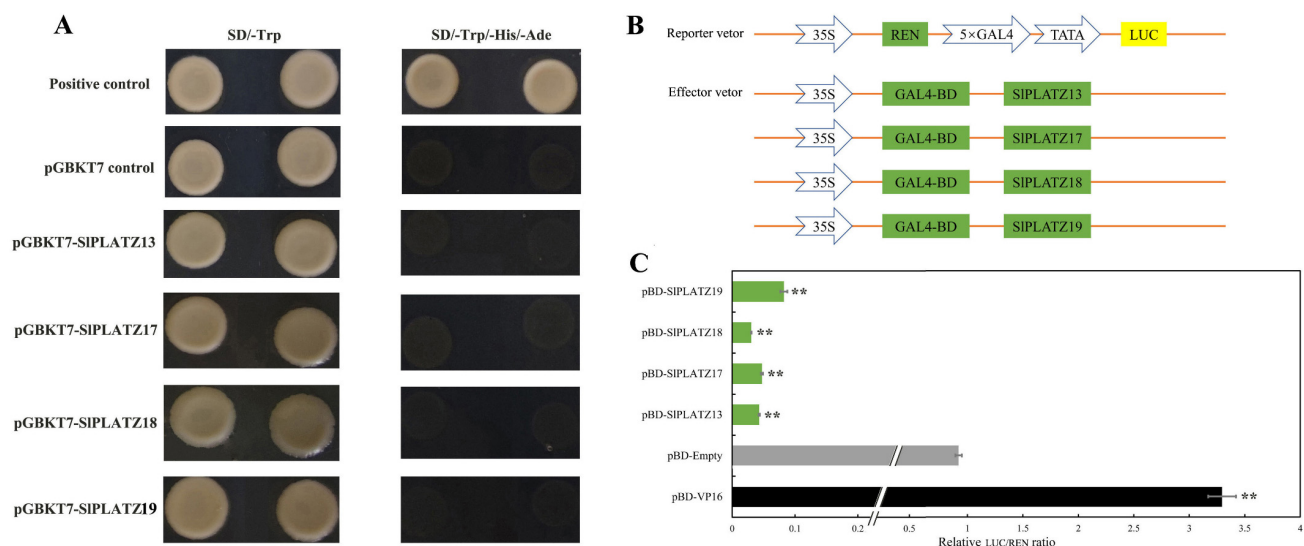 A
SD/-Trp
SD/-Trp/-His/-Ade
Positive control
pGBKT7 control
pGBKT7-SlPLATZ13
pGBKT7-SlPLATZ17
pGBKT7-SlPLATZ18
pGBKT7-SlPLATZ19
B
Reporter vetor
35S
REN
5×GAL4
TATA
LUC
Effector vetor
35S
GAL4-BD
SlPLATZ13
35S
GAL4-BD
SlPLATZ17
35S
GAL4-BD
SlPLATZ18
35S
GAL4-BD
SlPLATZ19
C
pBD-SlPLATZ19
**
pBD-SlPLATZ18
**
pBD-SlPLATZ17
**
pBD-SlPLATZ13
**
pBD-Empty
pBD-VP16
**
0 0.1 0.2 0.5 1 1.5 2 2.5 3 3.5 4
Relative LUC/REN ratio